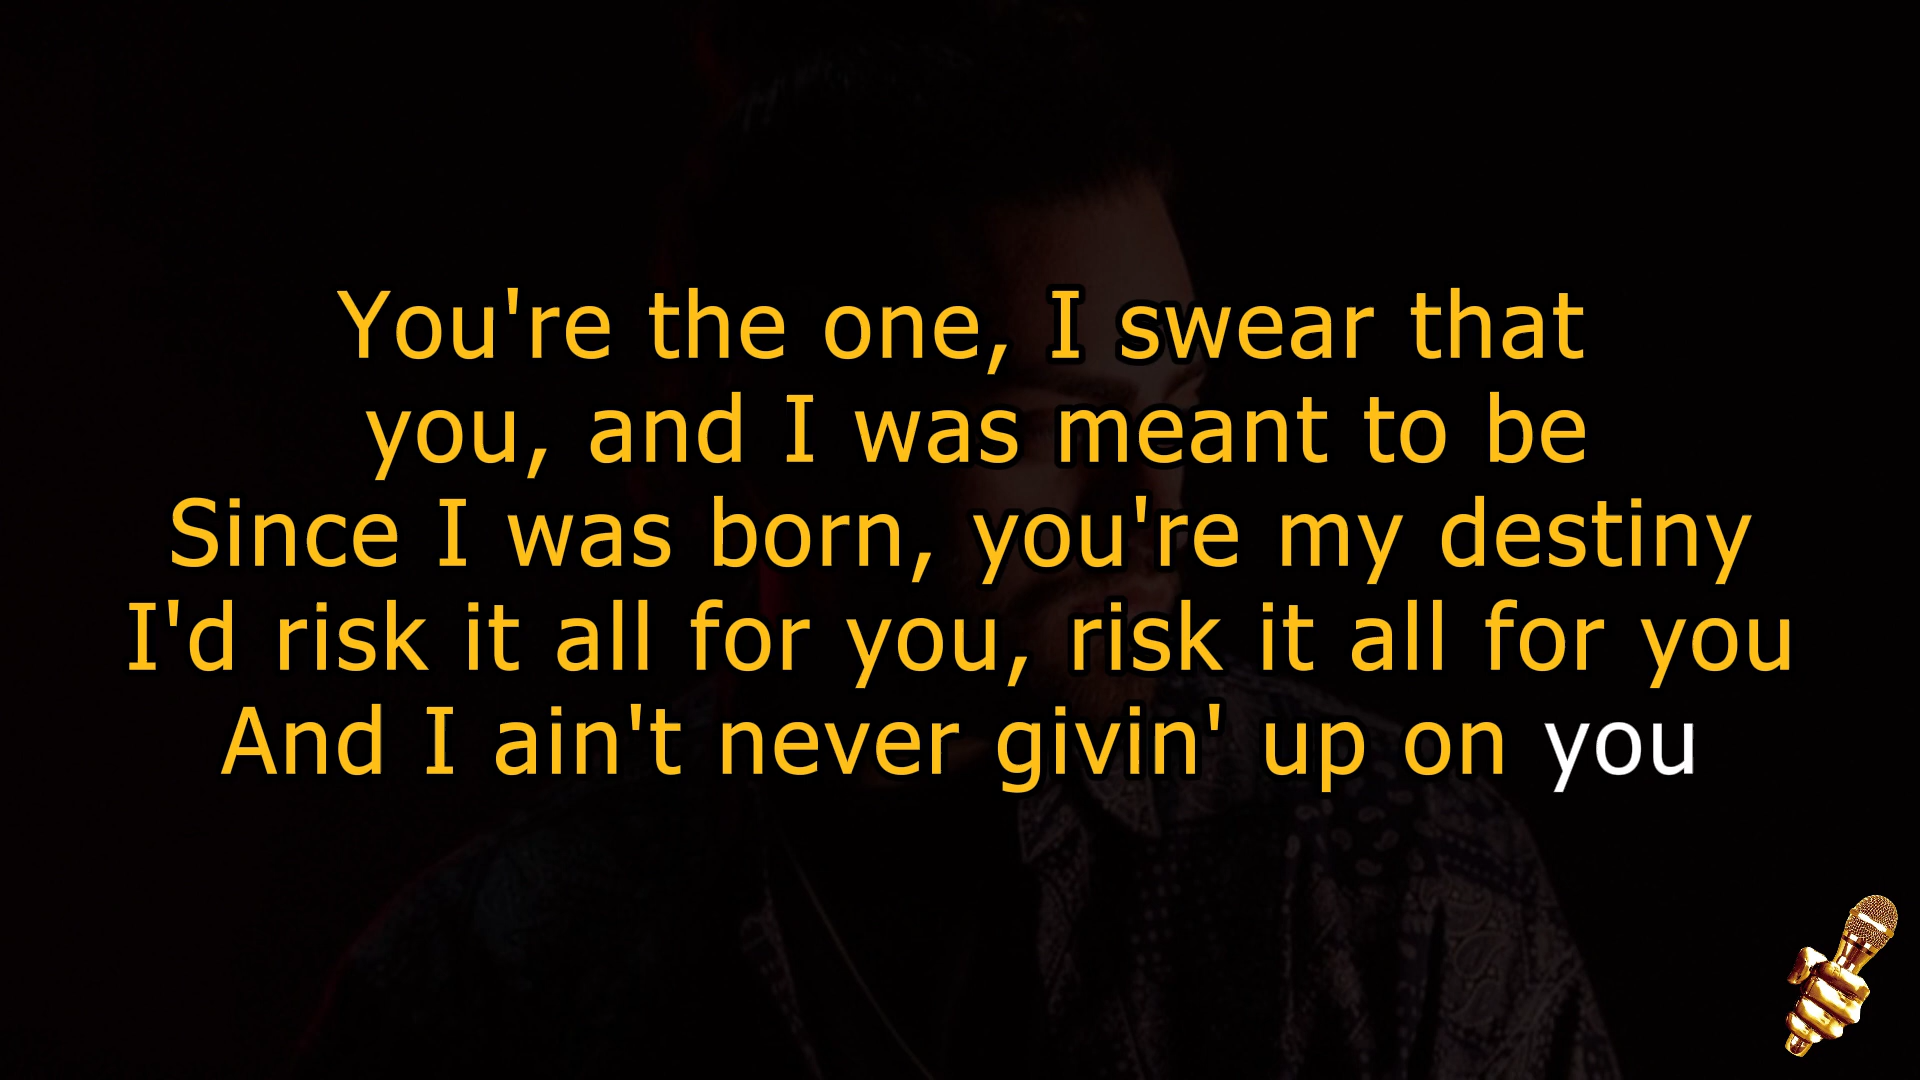 You're the one, I swear that
you, and I was meant to be
Since I was born, you're my destiny
I'd risk it all for you, risk it all for you
And I ain't never givin' up on you